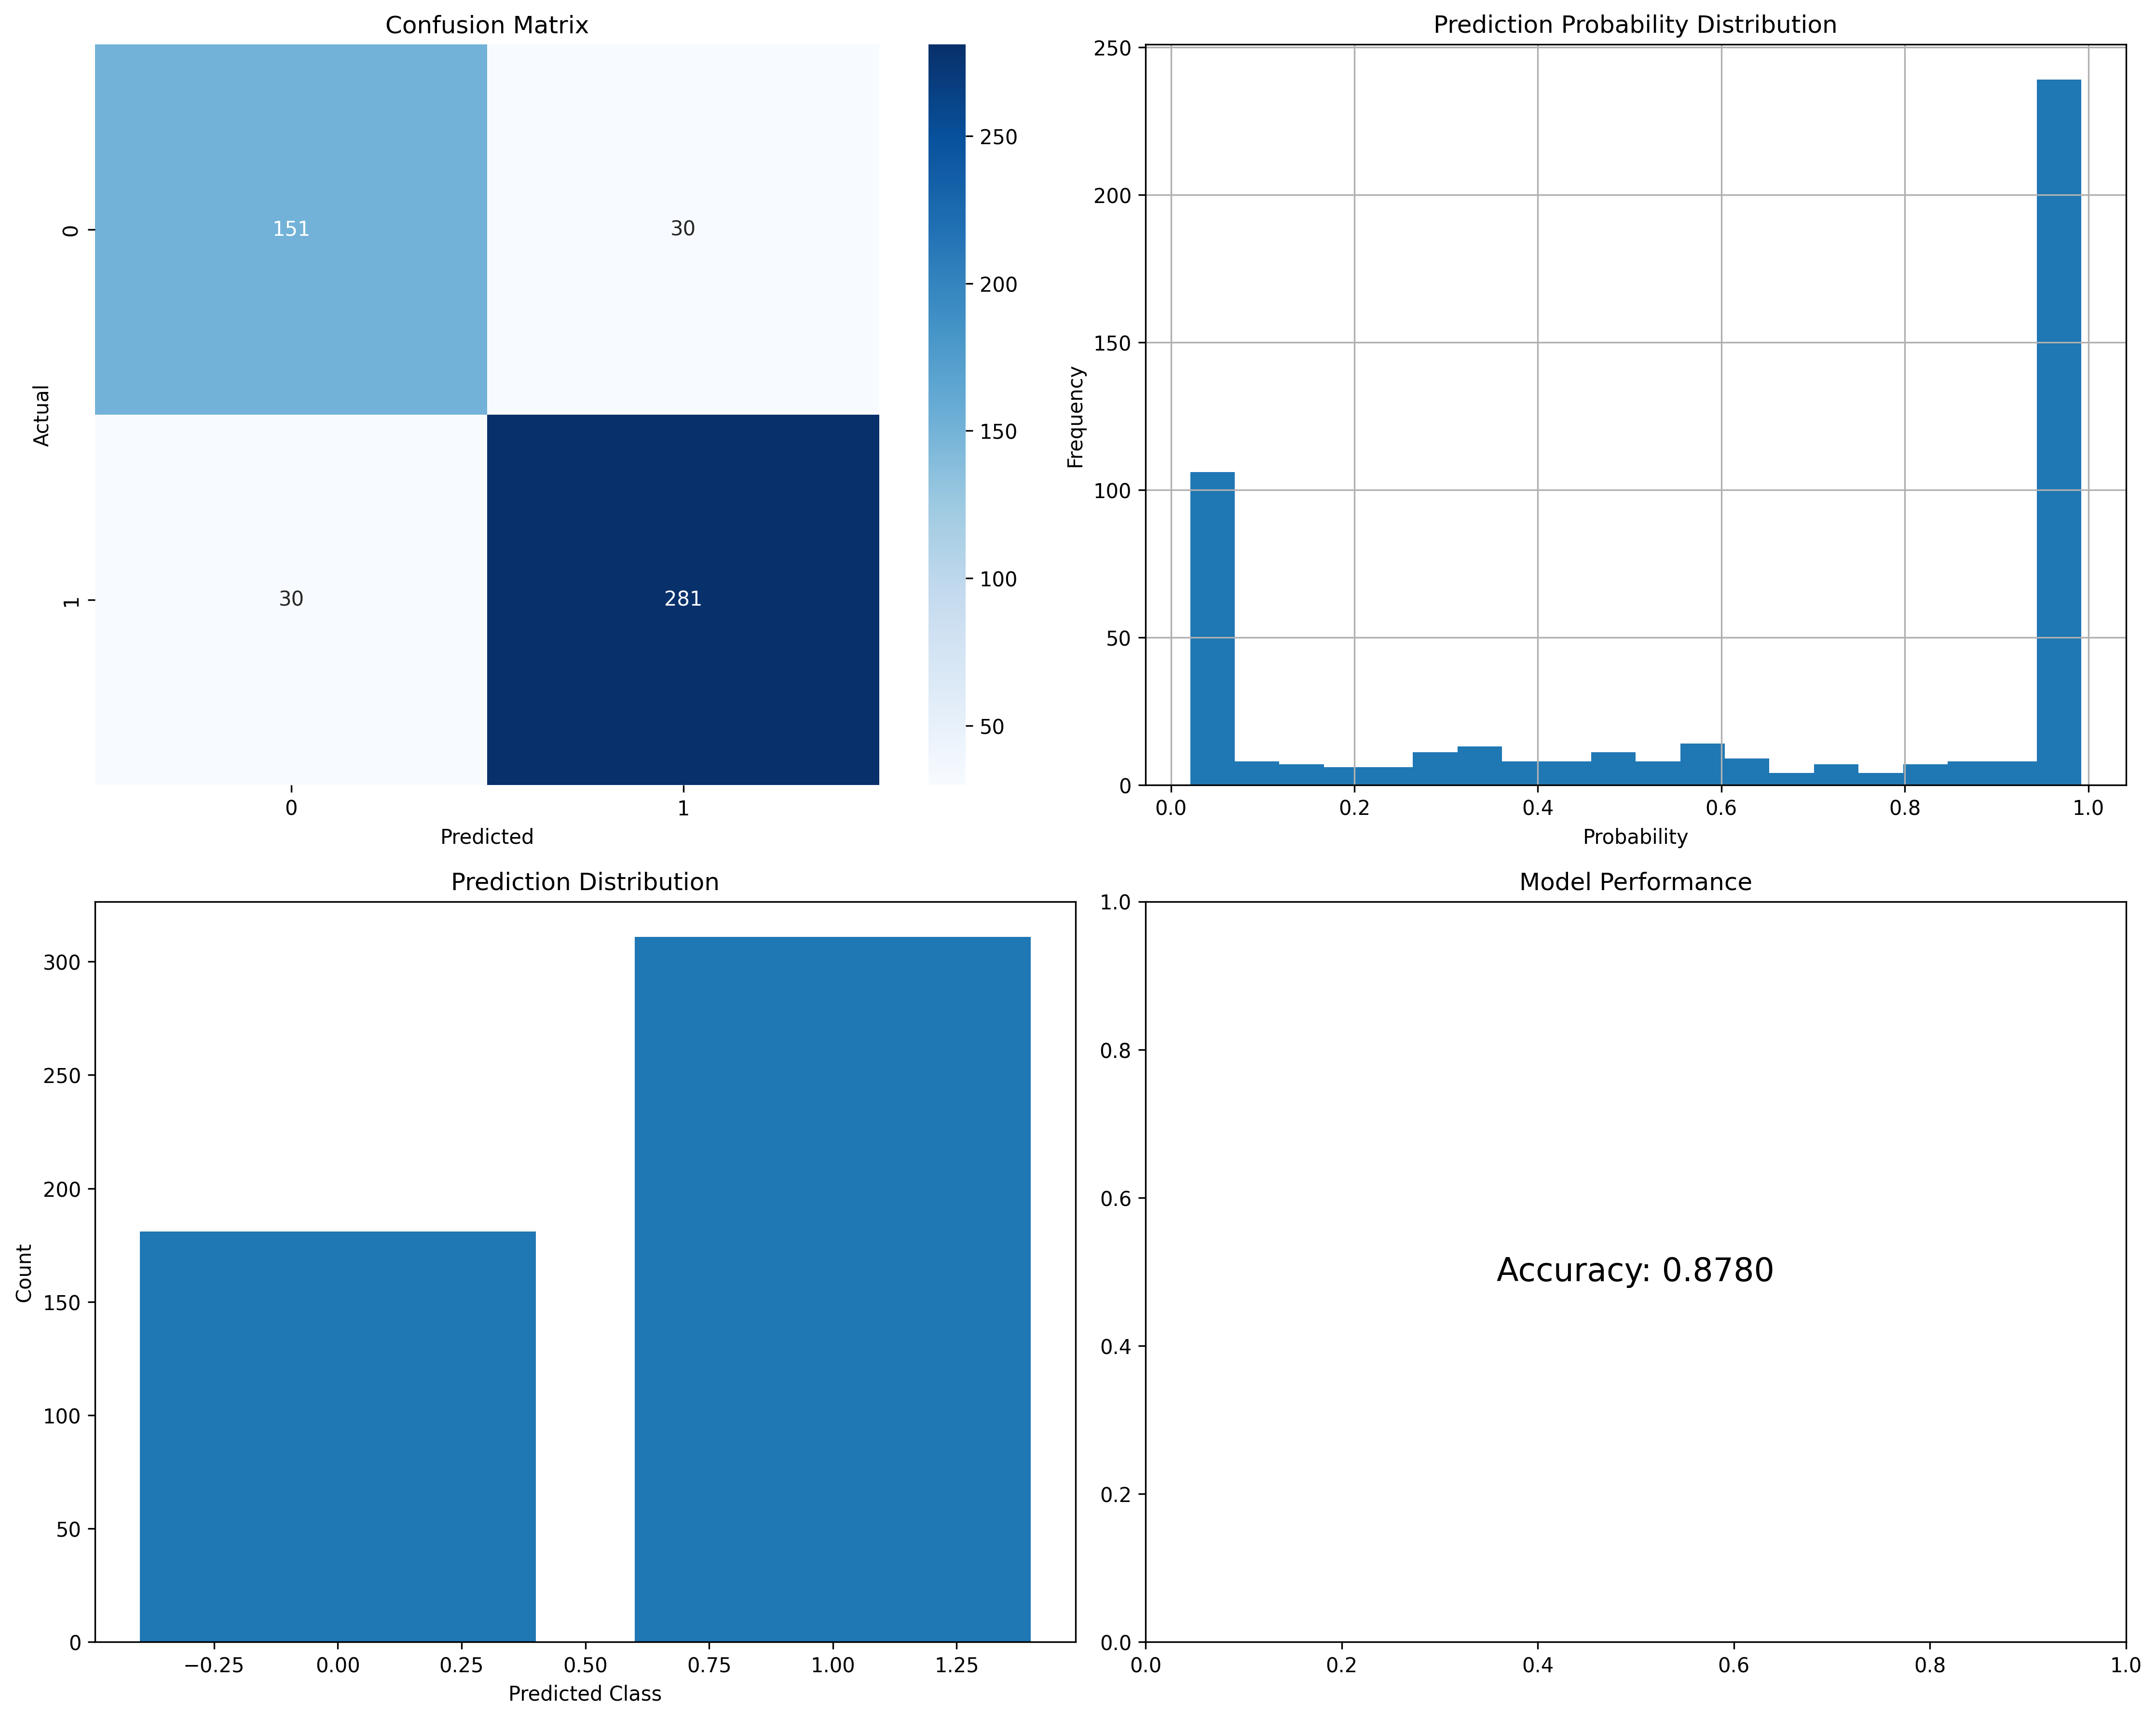 Confusion Matrix
0
1
Actual
151
30
30
281
0
1
Predicted
250
200
150
100
50
Prediction Probability Distribution
Frequency
250
200
150
100
50
0
0.0 0.2 0.4 0.6 0.8 1.0
Probability
Prediction Distribution
Count
300
250
200
150
100
50
0
−0.25 0.00 0.25 0.50 0.75 1.00 1.25
Predicted Class
Model Performance
1.0
0.8
0.6
0.4
0.2
0.0
Accuracy: 0.8780
0.0 0.2 0.4 0.6 0.8 1.0